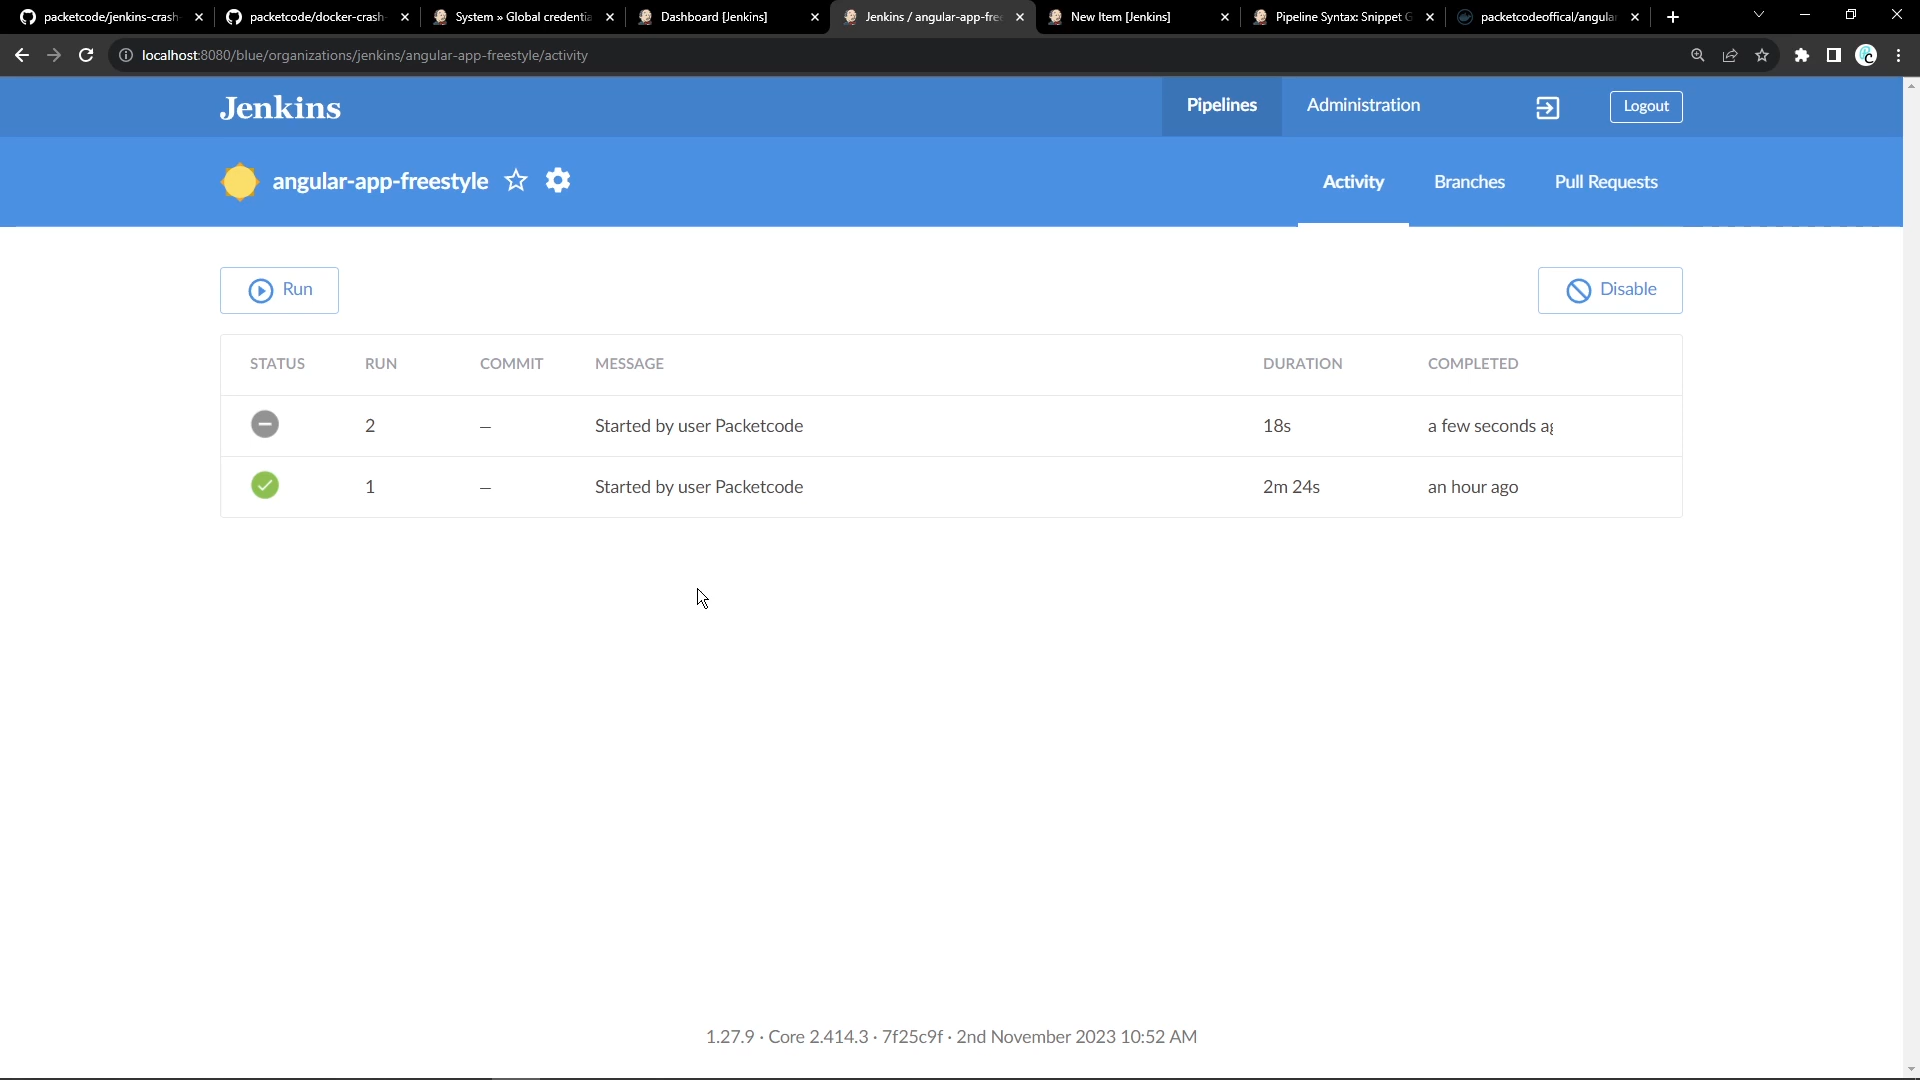 packetcode/jenkins-crash
packetcode/docker-crash
System » Global credentia
Dashboard [Jenkins]
Jenkins / angular-app-free
New Item [Jenkins]
Pipeline Syntax: Snippet G
packetcodeoffical/angular
localhost:8080/blue/organizations/jenkins/angular-app-freestyle/activity
Jenkins
Pipelines
Administration
Logout
angular-app-freestyle
Activity
Branches
Pull Requests
Run
Disable
STATUS RUN COMMIT MESSAGE DURATION COMPLETED
2 — Started by user Packetcode 18s a few seconds ag
1 — Started by user Packetcode 2m 24s an hour ago
1.27.9 · Core 2.414.3 · 7f25c9f · 2nd November 2023 10:52 AM